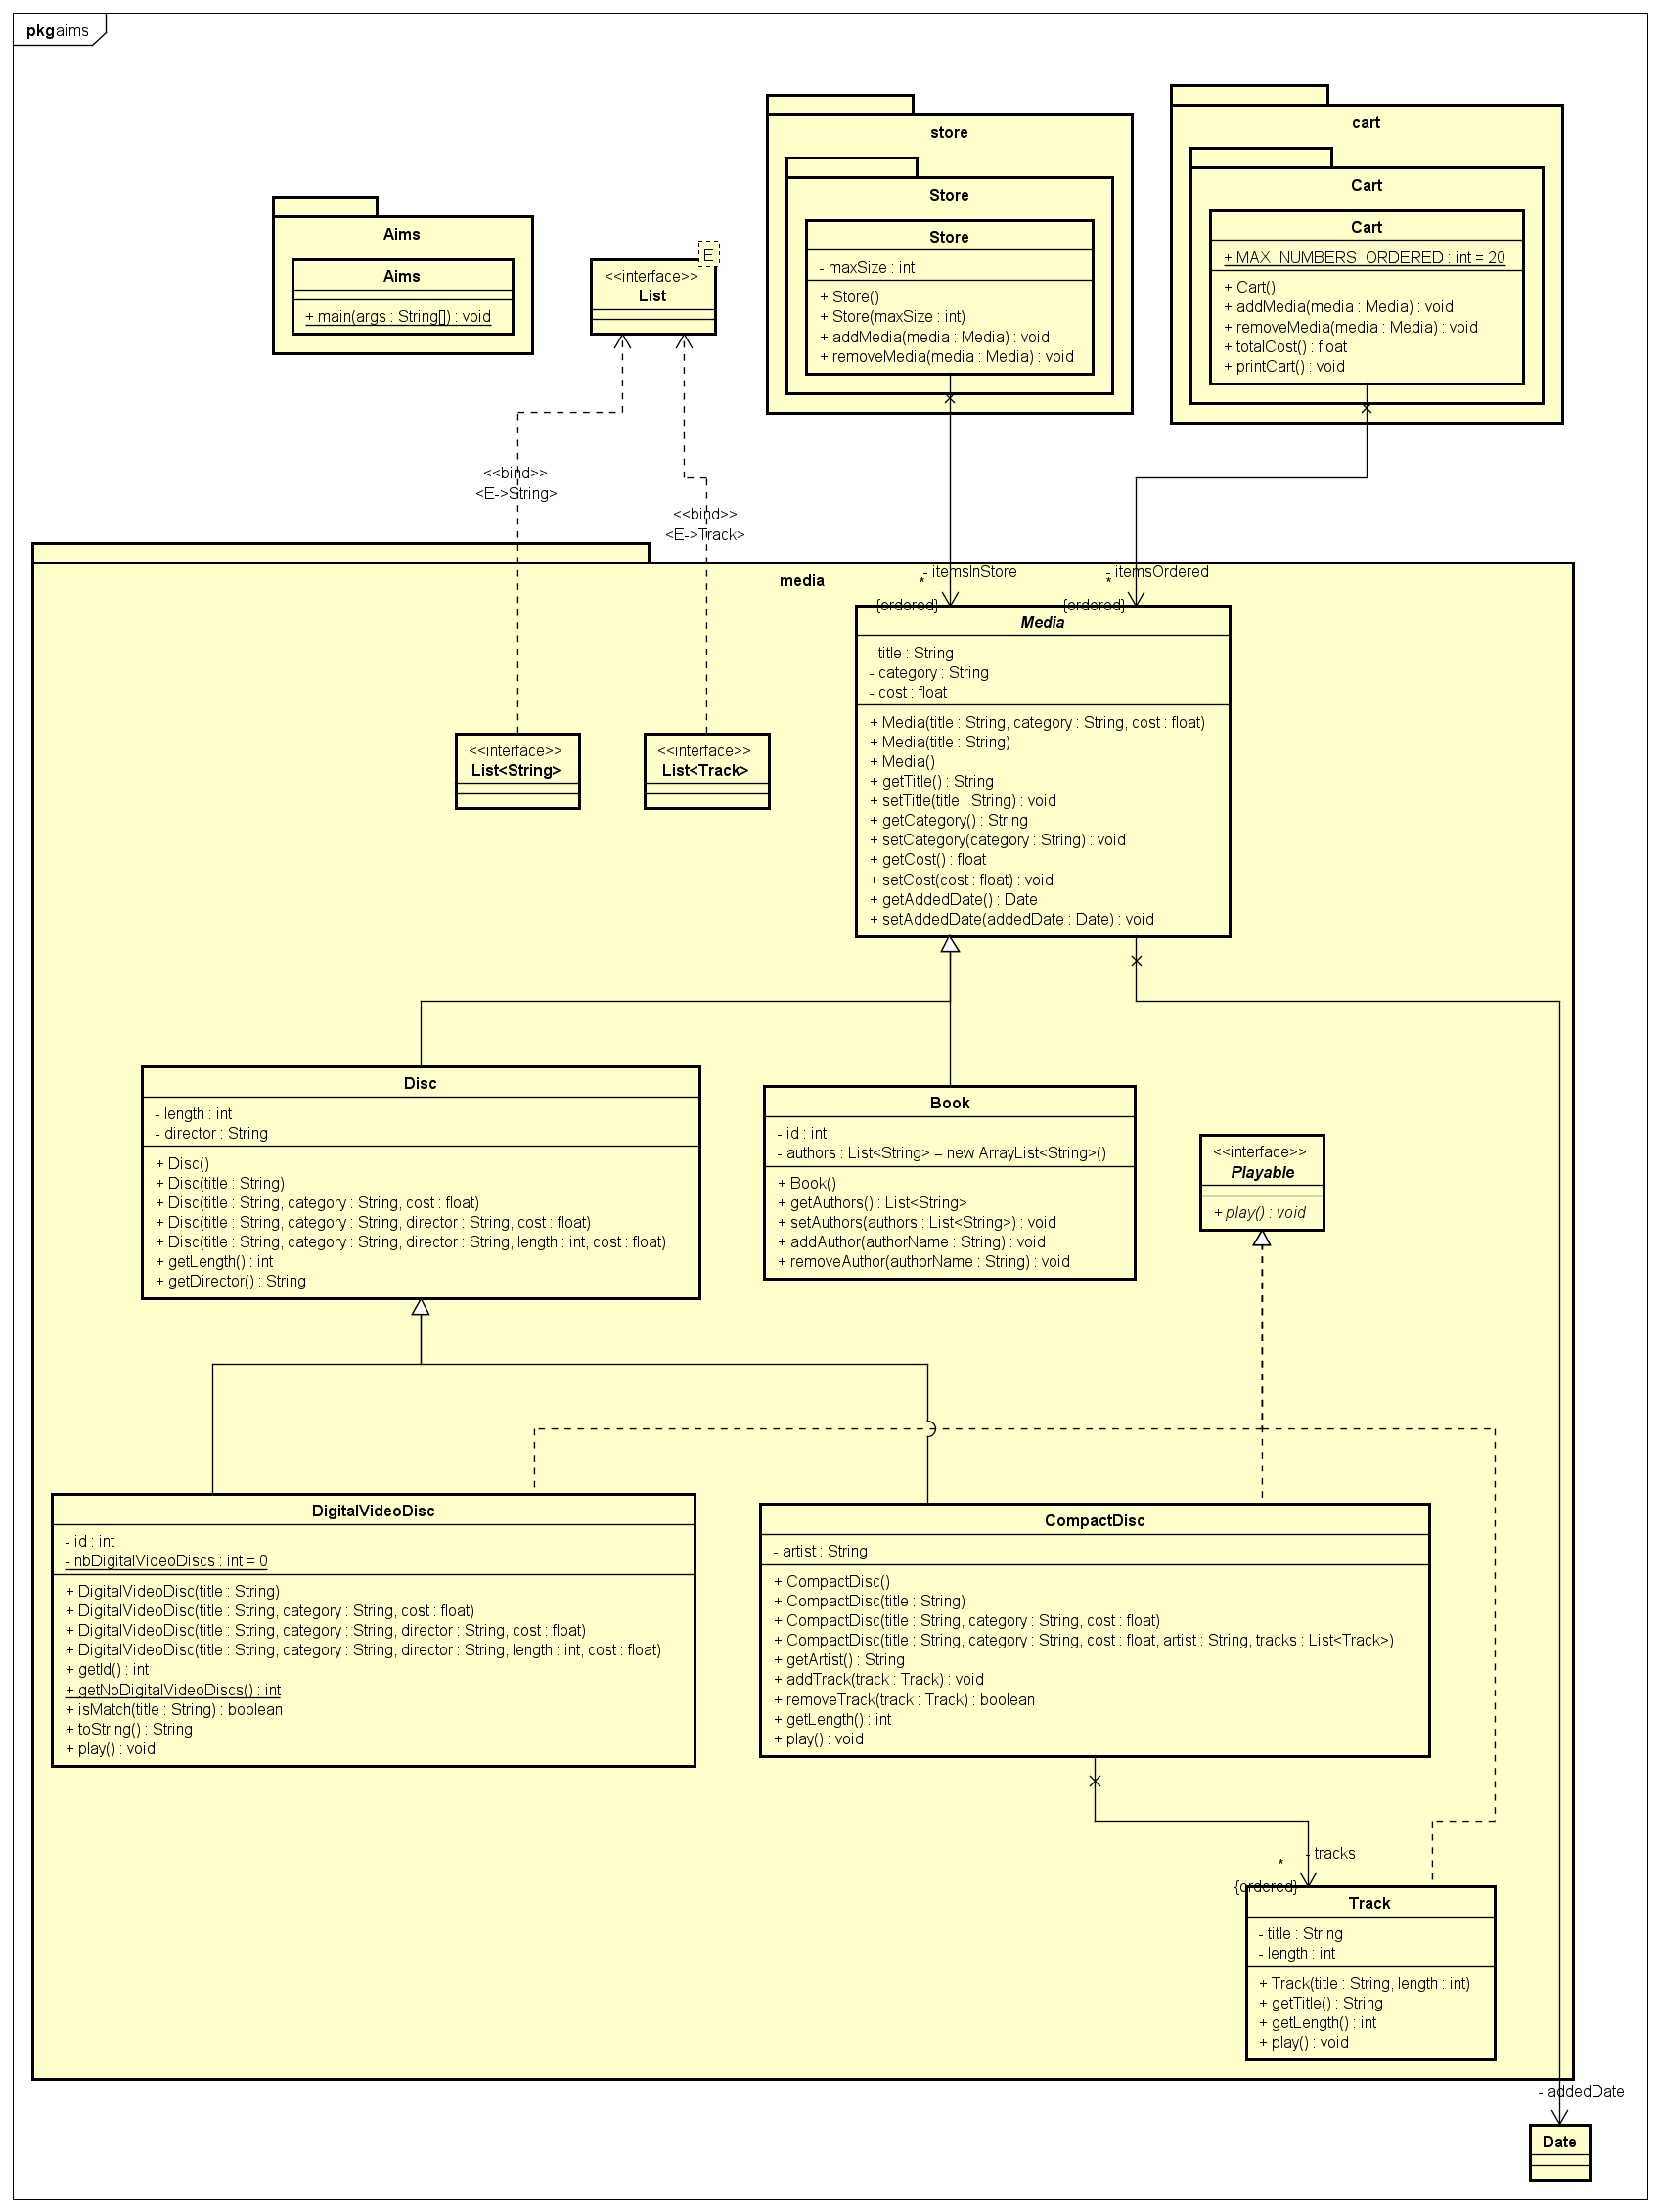 pkg aims
store
cart
Store
Cart
Aims
Store
Cart
- maxSize : int
+ MAX_NUMBERS_ORDERED : int = 20
Aims
E
<<interface>>
List
+ Store()
+ Store(maxSize : int)
+ addMedia(media : Media) : void
+ removeMedia(media : Media) : void
+ Cart()
+ addMedia(media : Media) : void
+ removeMedia(media : Media) : void
+ totalCost() : float
+ printCart() : void
+ main(args : String[]) : void
<<bind>>
<E->String>
<<bind>>
<E->Track>
media
- itemsInStore
*
{ordered}
- itemsOrdered
*
{ordered}
Media
- title : String
- category : String
- cost : float
+ Media(title : String, category : String, cost : float)
+ Media(title : String)
+ Media()
+ getTitle() : String
+ setTitle(title : String) : void
+ getCategory() : String
+ setCategory(category : String) : void
+ getCost() : float
+ setCost(cost : float) : void
+ getAddedDate() : Date
+ setAddedDate(addedDate : Date) : void
<<interface>>
List<String>
<<interface>>
List<Track>
Disc
- length : int
- director : String
+ Disc()
+ Disc(title : String)
+ Disc(title : String, category : String, cost : float)
+ Disc(title : String, category : String, director : String, cost : float)
+ Disc(title : String, category : String, director : String, length : int, cost : float)
+ getLength() : int
+ getDirector() : String
Book
- id : int
- authors : List<String> = new ArrayList<String>()
+ Book()
+ getAuthors() : List<String>
+ setAuthors(authors : List<String>) : void
+ addAuthor(authorName : String) : void
+ removeAuthor(authorName : String) : void
<<interface>>
Playable
+ play() : void
DigitalVideoDisc
- id : int
- nbDigitalVideoDiscs : int = 0
+ DigitalVideoDisc(title : String)
+ DigitalVideoDisc(title : String, category : String, cost : float)
+ DigitalVideoDisc(title : String, category : String, director : String, cost : float)
+ DigitalVideoDisc(title : String, category : String, director : String, length : int, cost : float)
+ getId() : int
+ getNbDigitalVideoDiscs() : int
+ isMatch(title : String) : boolean
+ toString() : String
+ play() : void
CompactDisc
- artist : String
+ CompactDisc()
+ CompactDisc(title : String)
+ CompactDisc(title : String, category : String, cost : float)
+ CompactDisc(title : String, category : String, cost : float, artist : String, tracks : List<Track>)
+ getArtist() : String
+ addTrack(track : Track) : void
+ removeTrack(track : Track) : boolean
+ getLength() : int
+ play() : void
- tracks
*
{ordered}
Track
- title : String
- length : int
+ Track(title : String, length : int)
+ getTitle() : String
+ getLength() : int
+ play() : void
- addedDate
Date